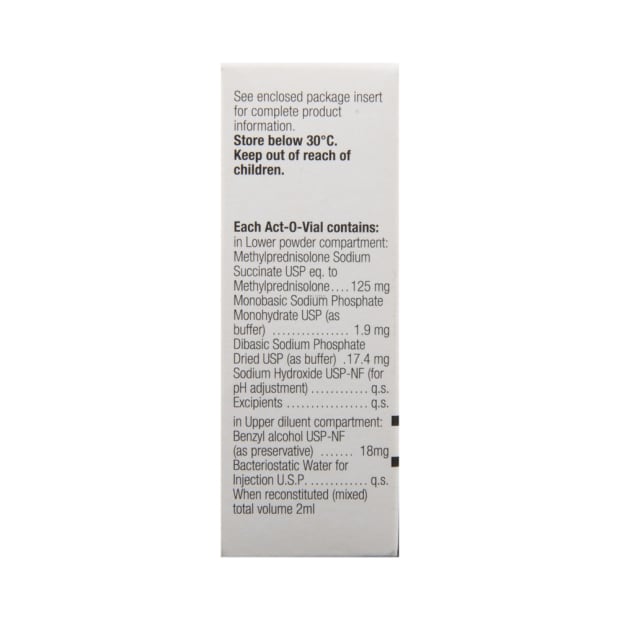 See enclosed package insert
for complete product
information.
Store below 30°C.
Keep out of reach of
children.
Each Act-O-Vial contains:
in Lower powder compartment:
Methylprednisolone Sodium
Succinate USP eq. to
Methylprednisolone.... 125 mg
Monobasic Sodium Phosphate
Monohydrate USP (as
buffer) ................ 1.9 mg
Dibasic Sodium Phosphate
Dried USP (as buffer) .17.4 mg
Sodium Hydroxide USP-NF (for
pH adjustment) ............ q.s.
Excipients ................. q.s.
in Upper diluent compartment:
Benzyl alcohol USP-NF
(as preservative) ....... 18mg
Bacteriostatic Water for
Injection U.S.P. ............ q.s.
When reconstituted (mixed)
total volume 2ml